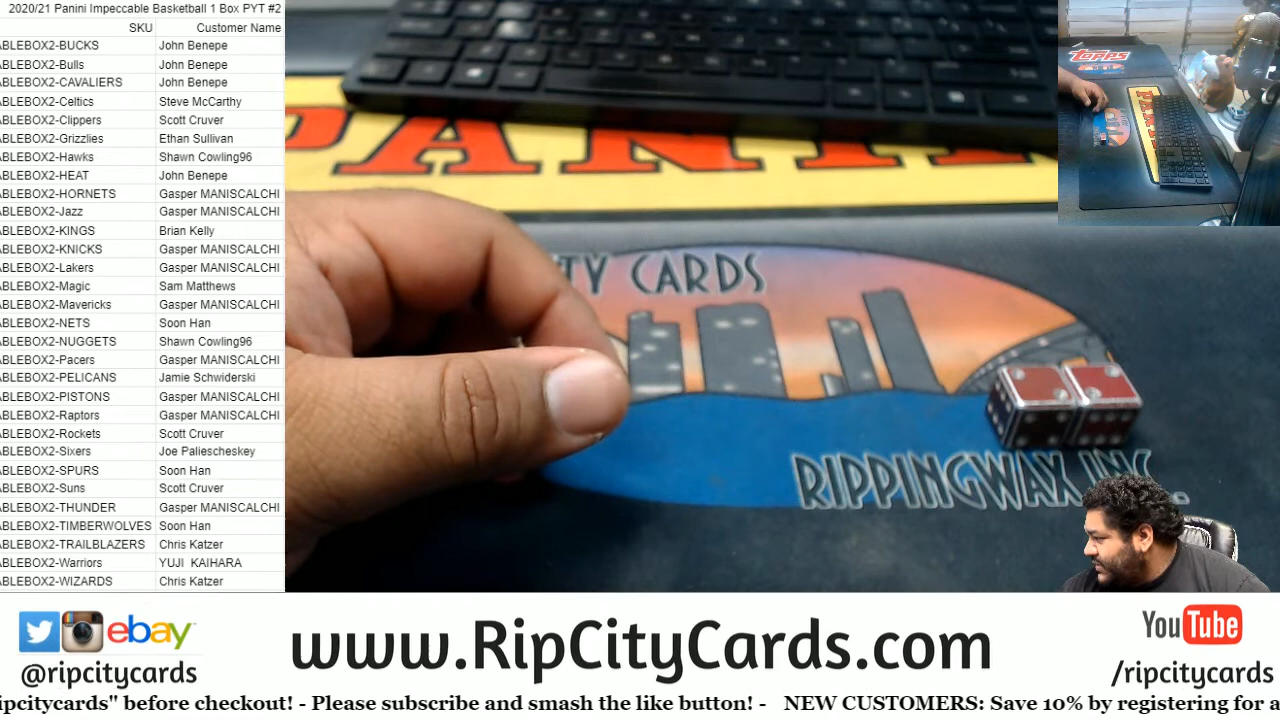 2020/21 Panini Impeccable Basketball 1 Box PYT #2
SKU Customer Name
ABLEBOX2-BUCKS John Benepe
ABLEBOX2-Bulls John Benepe
ABLEBOX2-CAVALIERS John Benepe
ABLEBOX2-Celtics Steve McCarthy
ABLEBOX2-Clippers Scott Cruver
ABLEBOX2-Grizzlies Ethan Sullivan
ABLEBOX2-Hawks Shawn Cowling96
ABLEBOX2-HEAT John Benepe
ABLEBOX2-HORNETS Gasper MANISCALCHI
ABLEBOX2-Jazz Gasper MANISCALCHI
ABLEBOX2-KINGS Brian Kelly
ABLEBOX2-KNICKS Gasper MANISCALCHI
ABLEBOX2-Lakers Gasper MANISCALCHI
ABLEBOX2-Magic Sam Matthews
ABLEBOX2-Mavericks Gasper MANISCALCHI
ABLEBOX2-NETS Soon Han
ABLEBOX2-NUGGETS Shawn Cowling96
ABLEBOX2-Pacers Gasper MANISCALCHI
ABLEBOX2-PELICANS Jamie Schwiderski
ABLEBOX2-PISTONS Gasper MANISCALCHI
ABLEBOX2-Raptors Gasper MANISCALCHI
ABLEBOX2-Rockets Scott Cruver
ABLEBOX2-Sixers Joe Paliescheskey
ABLEBOX2-SPURS Soon Han
ABLEBOX2-Suns Scott Cruver
ABLEBOX2-THUNDER Gasper MANISCALCHI
ABLEBOX2-TIMBERWOLVES Soon Han
ABLEBOX2-TRAILBLAZERS Chris Katzer
ABLEBOX2-Warriors YUJI KAIHARA
ABLEBOX2-WIZARDS Chris Katzer
PANINI
TY CARDS
RIPPINGWAX INC.
TOPPS
PANI
ebay
@ripcitycards
www.RipCityCards.com
YouTube
/ripcitycards
ipcitycards" before checkout! - Please subscribe and smash the like button! - NEW CUSTOMERS: Save 10% by registering for a